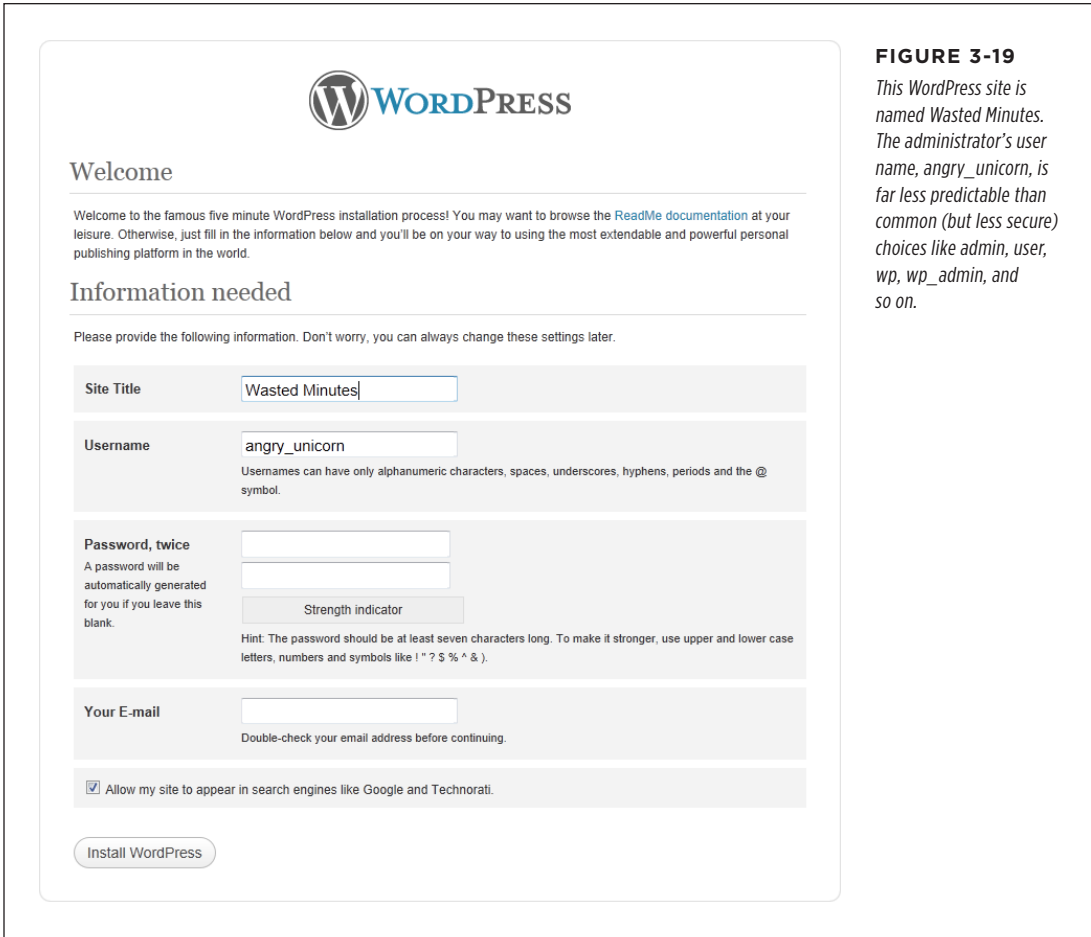 WORDPRESS
Welcome
Welcome to the famous five minute WordPress installation process! You may want to browse the ReadMe documentation at your
leisure. Otherwise, just fill in the information below and you'll be on your way to using the most extendable and powerful personal
publishing platform in the world.
Information needed
Please provide the following information. Don't worry, you can always change these settings later.
Site Title
Wasted Minutes
Username
angry_unicorn
Usernames can have only alphanumeric characters, spaces, underscores, hyphens, periods and the @
symbol.
Password, twice
A password will be
automatically generated
for you if you leave this
blank.
Strength indicator
Hint: The password should be at least seven characters long. To make it stronger, use upper and lower case
letters, numbers and symbols like ! " ? $ % ^ & ).
Your E-mail
Double-check your email address before continuing.
Allow my site to appear in search engines like Google and Technorati.
Install WordPress
FIGURE 3-19
This WordPress site is
named Wasted Minutes.
The administrator's user
name, angry_unicorn, is
far less predictable than
common (but less secure)
choices like admin, user,
wp, wp_admin, and
so on.